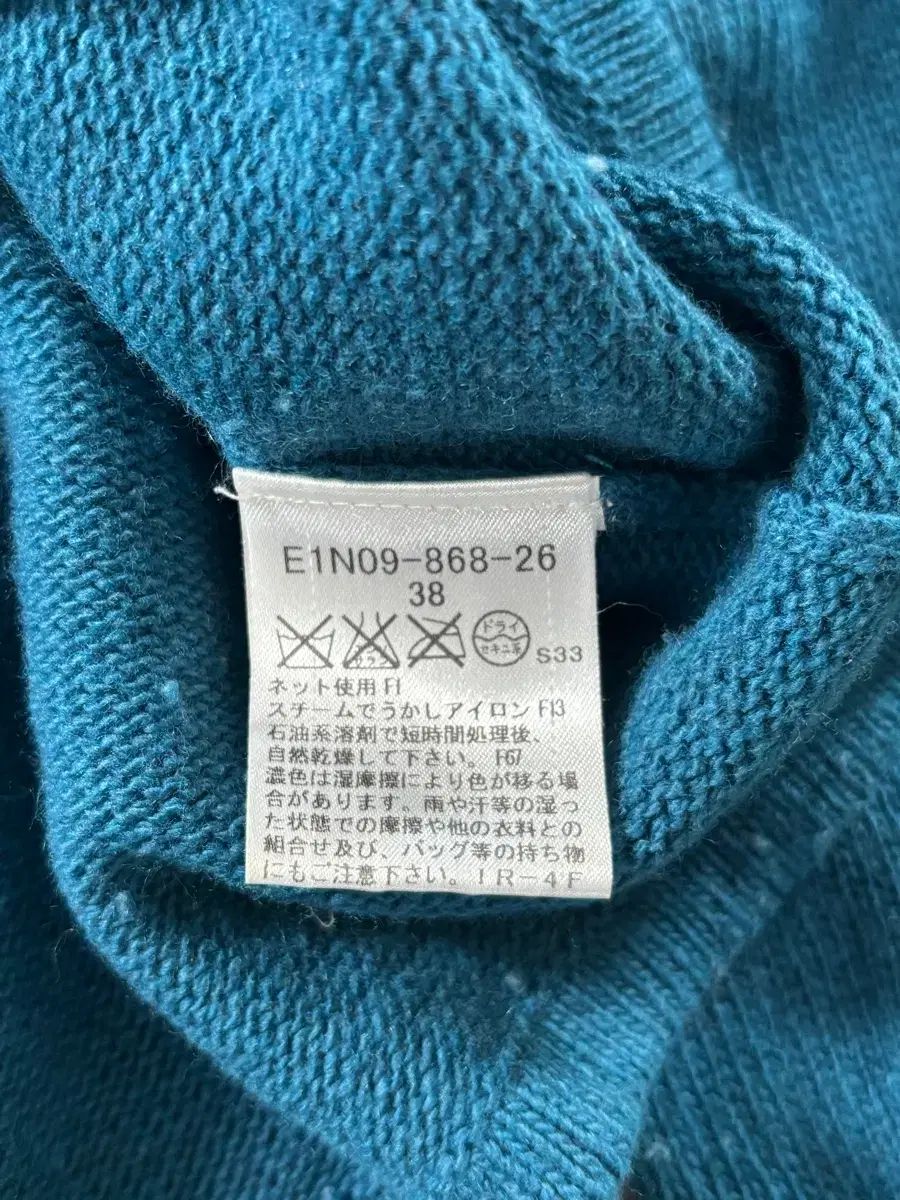 E1N09-868-26
38
サラシ
ドライ
セキユ系
S33
ネット使用 F1
スチームでうかしアイロン F13
石油系溶剤で短時間処理後、
自然乾燥して下さい。 F67
濃色は湿摩擦により色が移る場
合があります。雨や汗等の湿っ
た状態での摩擦や他の衣料との
組合せ及び、バッグ等の持ち物
にもご注意下さい。IR-4F